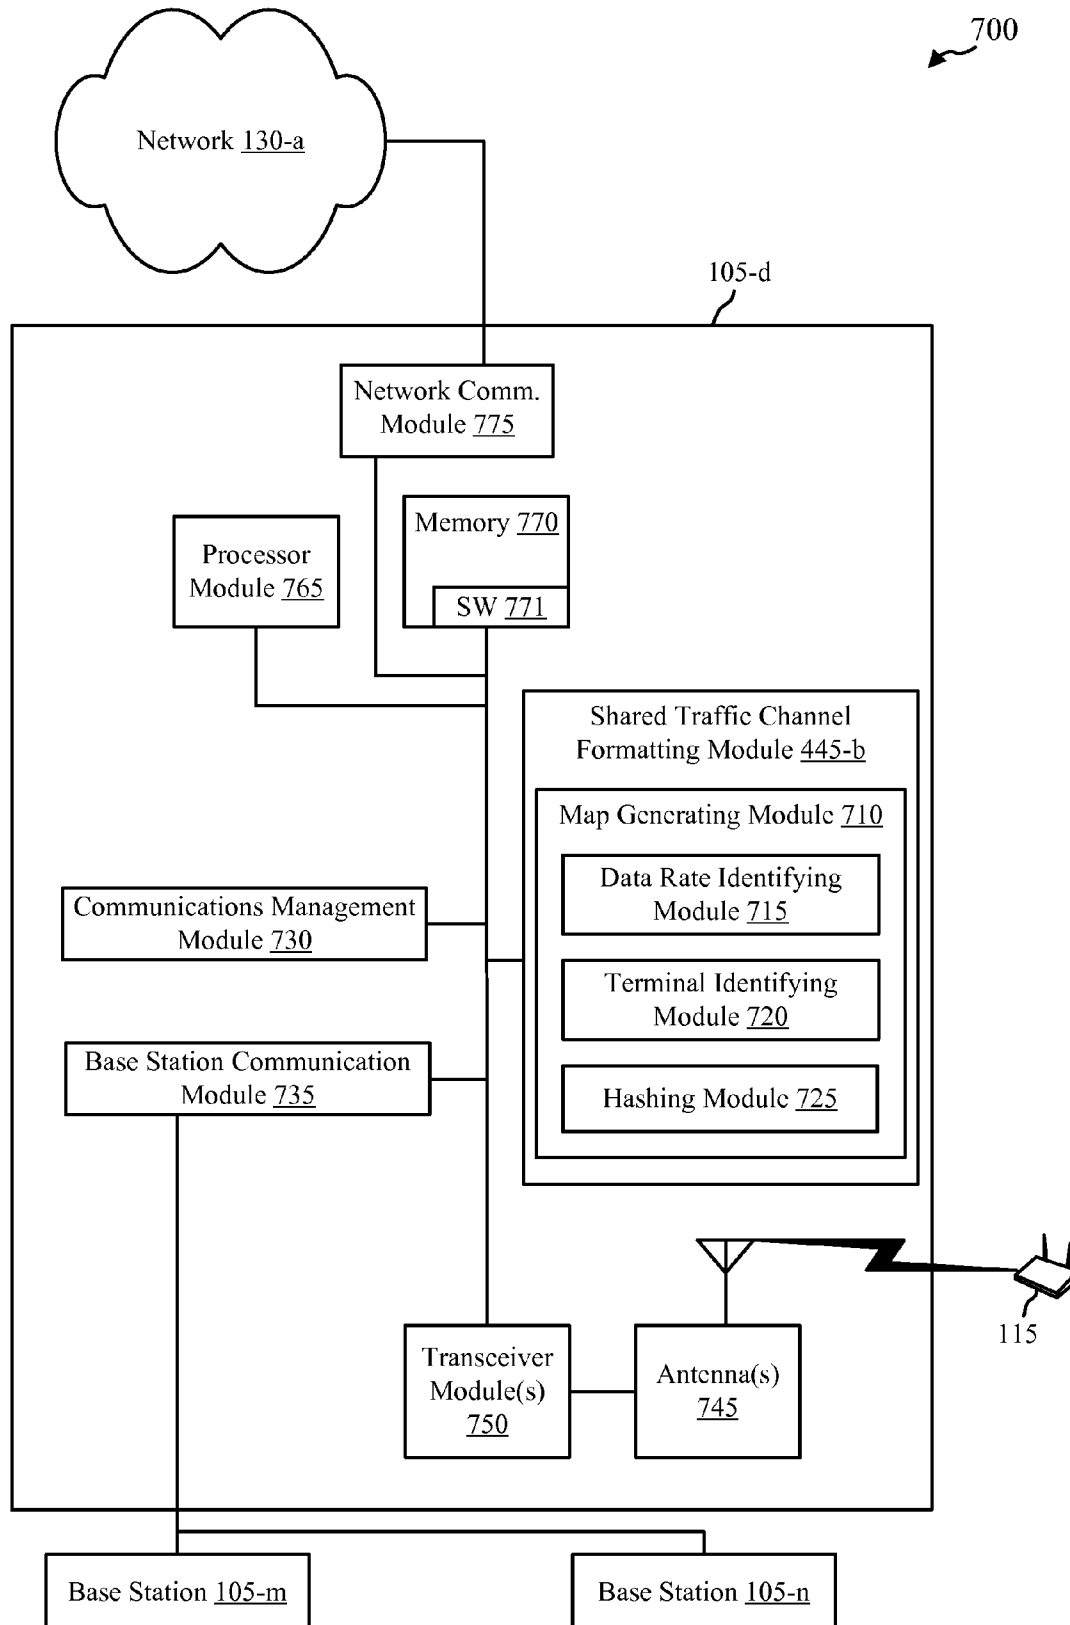 700
Network 130-a
105-d
Network Comm.
Module 775
Memory 770
SW 771
Processor
Module 765
Shared Traffic Channel
Formatting Module 445-b
Map Generating Module 710
Data Rate Identifying
Module 715
Terminal Identifying
Module 720
Hashing Module 725
Communications Management
Module 730
Base Station Communication
Module 735
115
Transceiver
Module(s)
750
Antenna(s)
745
Base Station 105-m
Base Station 105-n